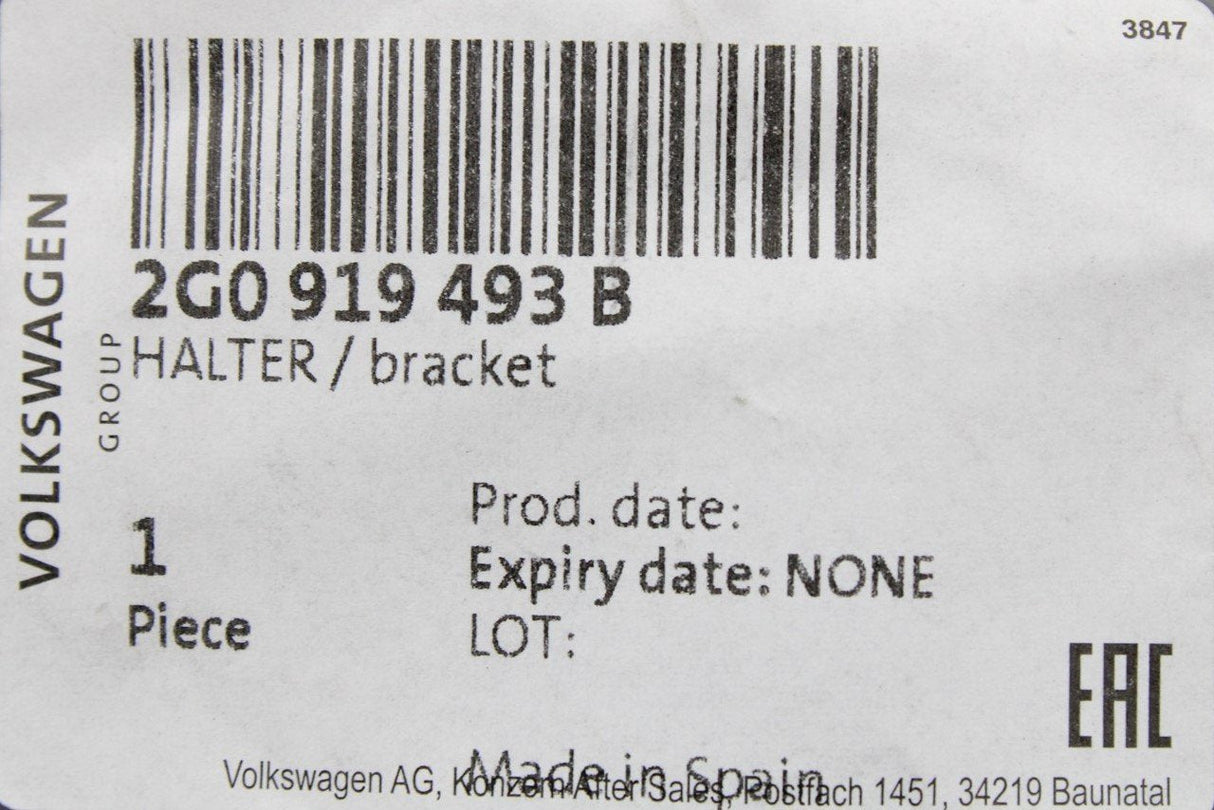 3847
VOLKSWAGEN
GROUP
2G0 919 493 B
HALTER / bracket
1
Piece
Prod. date:
Expiry date: NONE
LOT:
EAC
Made in Spain
Volkswagen AG, Konzern After Sales, Postfach 1451, 34219 Baunatal